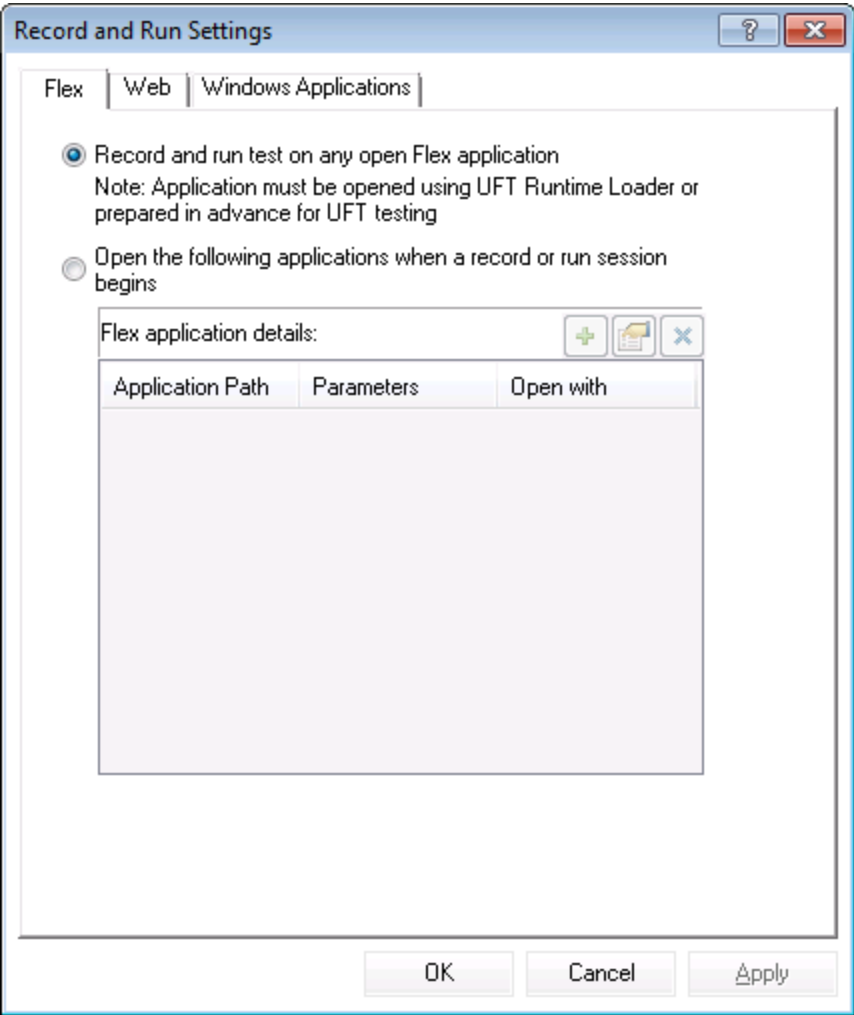 Record and Run Settings
?
Flex Web Windows Applications
Record and run test on any open Flex application
Note: Application must be opened using UFT Runtime Loader or
prepared in advance for UFT testing
Open the following applications when a record or run session
begins
Flex application details:
Application Path Parameters Open with
OK Cancel Apply